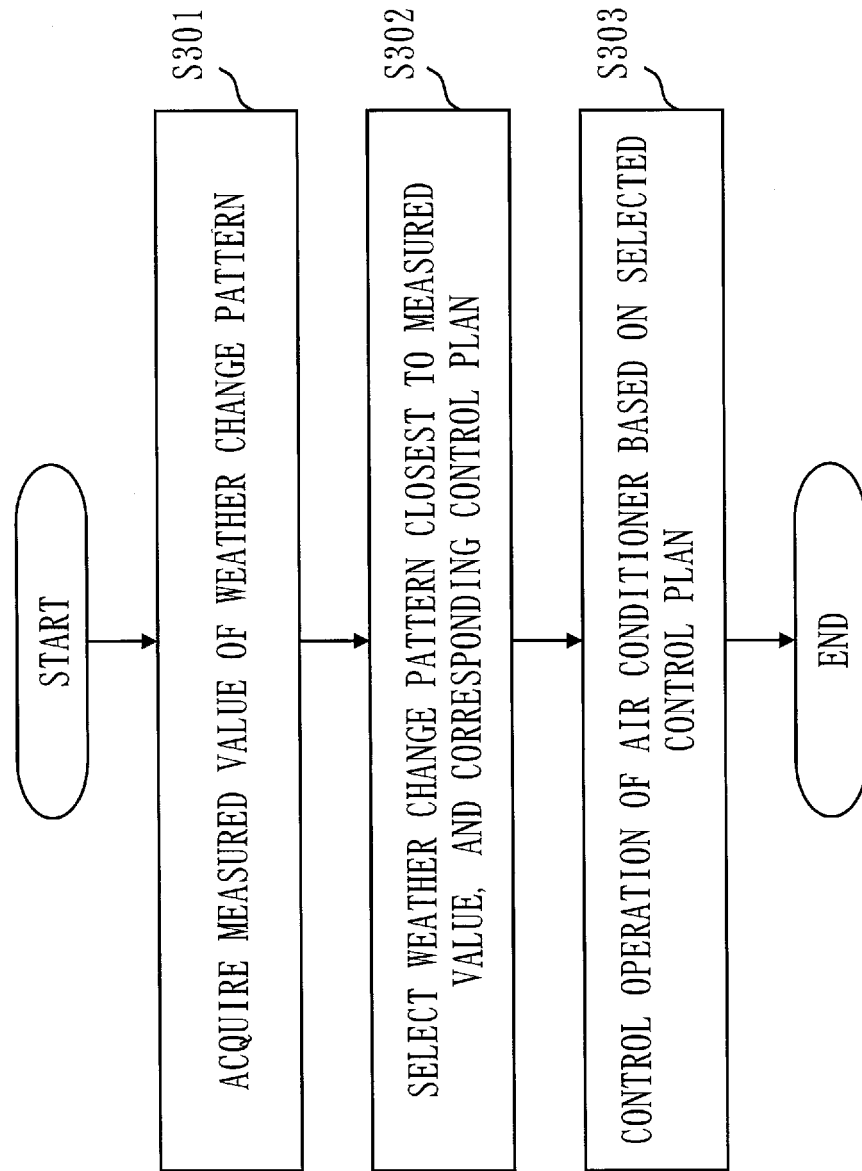 START
S301
ACQUIRE MEASURED VALUE OF WEATHER CHANGE PATTERN
S302
SELECT WEATHER CHANGE PATTERN CLOSEST TO MEASURED
VALUE, AND CORRESPONDING CONTROL PLAN
S303
CONTROL OPERATION OF AIR CONDITIONER BASED ON SELECTED
CONTROL PLAN
END